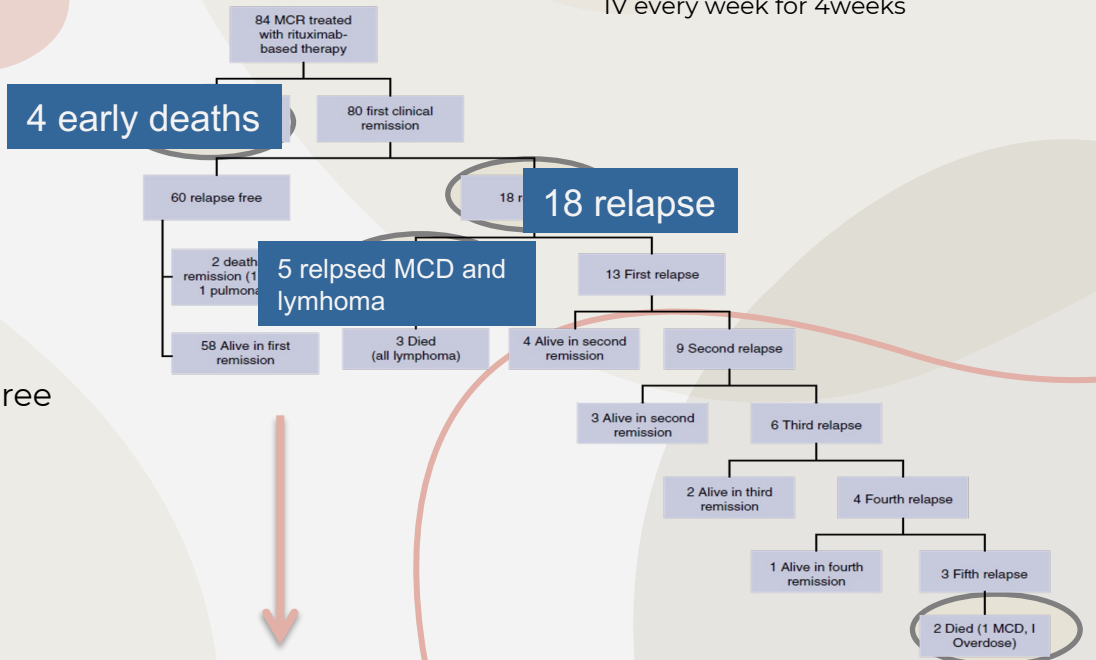 IV every week for 4weeks
84 MCR treated
with rituximab-
based therapy
4 early deaths
80 first clinical
remission
60 relapse free
18 r
18 relapse
2 death
remission (1
1 pulmona
5 relpsed MCD and
lymhoma
13 First relapse
58 Alive in first
remission
3 Died
(all lymphoma)
4 Alive in second
remission
9 Second relapse
ree
3 Alive in second
remission
6 Third relapse
2 Alive in third
remission
4 Fourth relapse
1 Alive in fourth
remission
3 Fifth relapse
2 Died (1 MCD, I
Overdose)